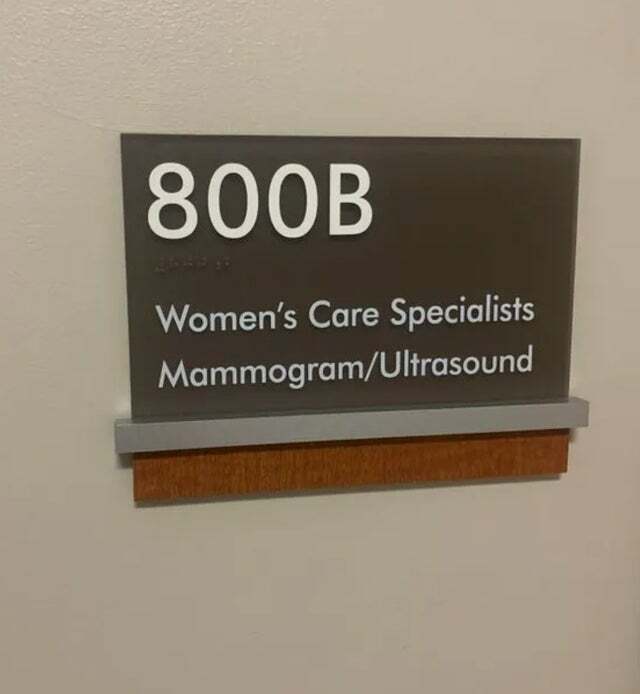 800B
Women's Care Specialists
Mammogram/Ultrasound